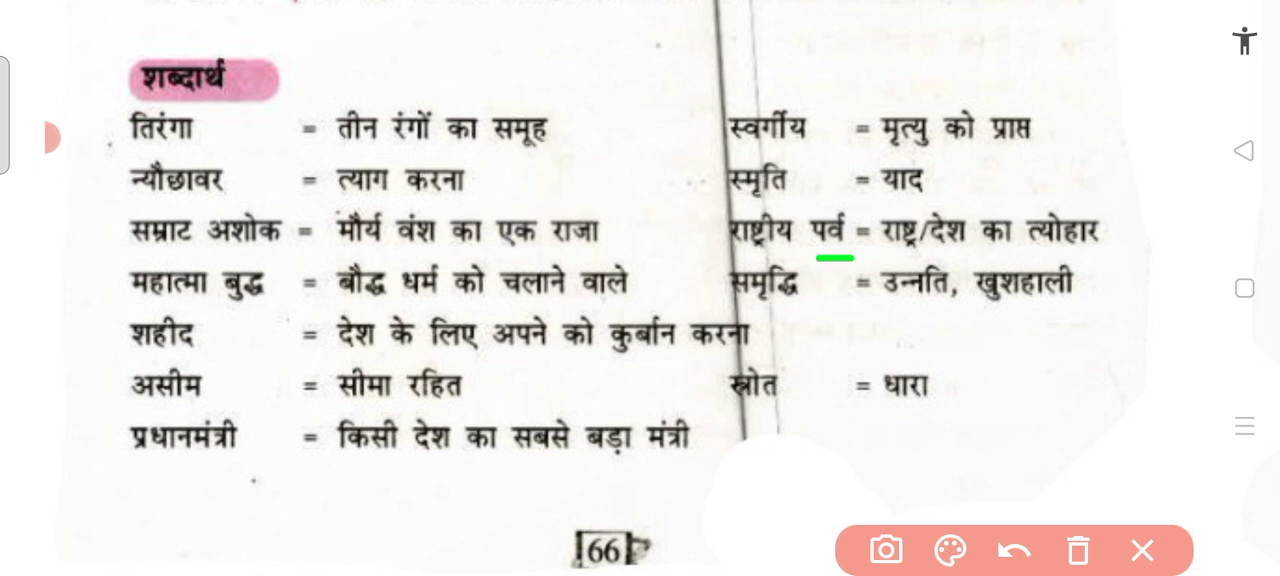 शब्दार्थ
तिरंगा = तीन रंगों का समूह
स्वर्गीय = मृत्यु को प्राप्त
न्यौछावर = त्याग करना
स्मृति = याद
सम्राट अशोक = मौर्य वंश का एक राजा
राष्ट्रीय पर्व = राष्ट्र/देश का त्योहार
महात्मा बुद्ध = बौद्ध धर्म को चलाने वाले
समृद्धि = उन्नति, खुशहाली
शहीद = देश के लिए अपने को कुर्बान करना
असीम = सीमा रहित
स्रोत = धारा
प्रधानमंत्री = किसी देश का सबसे बड़ा मंत्री
66